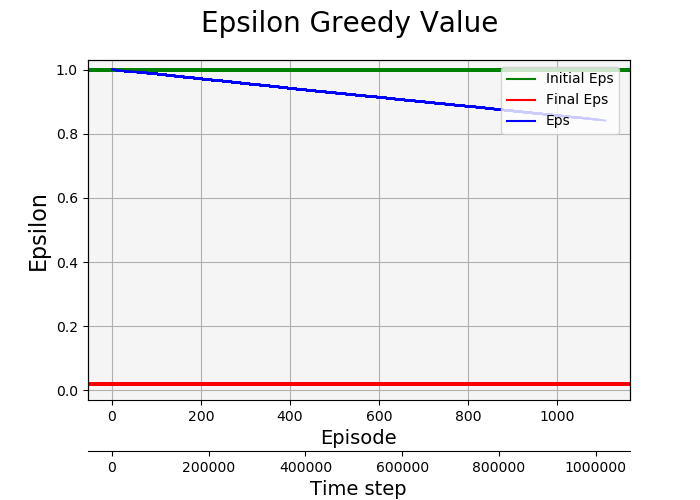 Epsilon Greedy Value
Initial Eps
Final Eps
Eps
Epsilon
1.0
0.8
0.6
0.4
0.2
0.0
0 200 400 600 800 1000
Episode
0 200000 400000 600000 800000 1000000
Time step